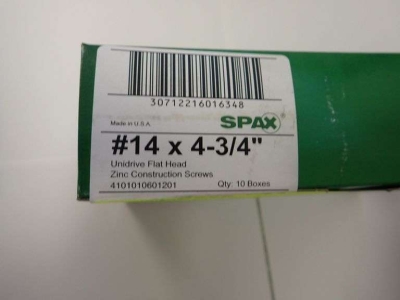 30712216016348
Made in U.S.A.
SPAX
#14 x 4-3/4"
Unidrive Flat Head
Zinc Construction Screws
4101010601201 Qty: 10 Boxes